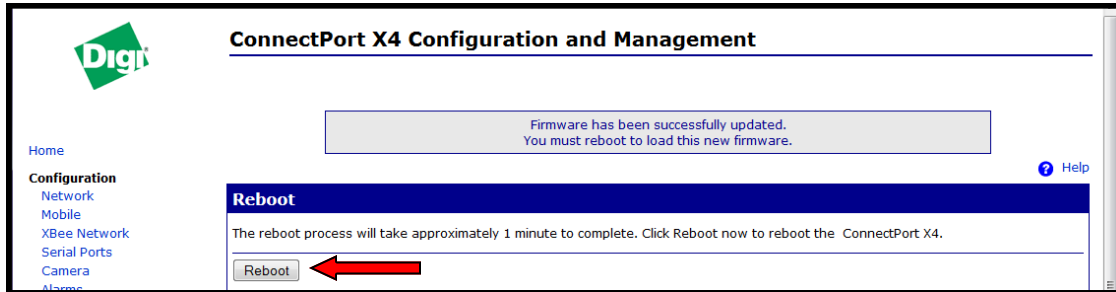 Digi
ConnectPort X4 Configuration and Management
Firmware has been successfully updated.
You must reboot to load this new firmware.
Home
Help
Configuration
Network
Mobile
XBee Network
Serial Ports
Camera
Alarms
Reboot
The reboot process will take approximately 1 minute to complete. Click Reboot now to reboot the ConnectPort X4.
Reboot